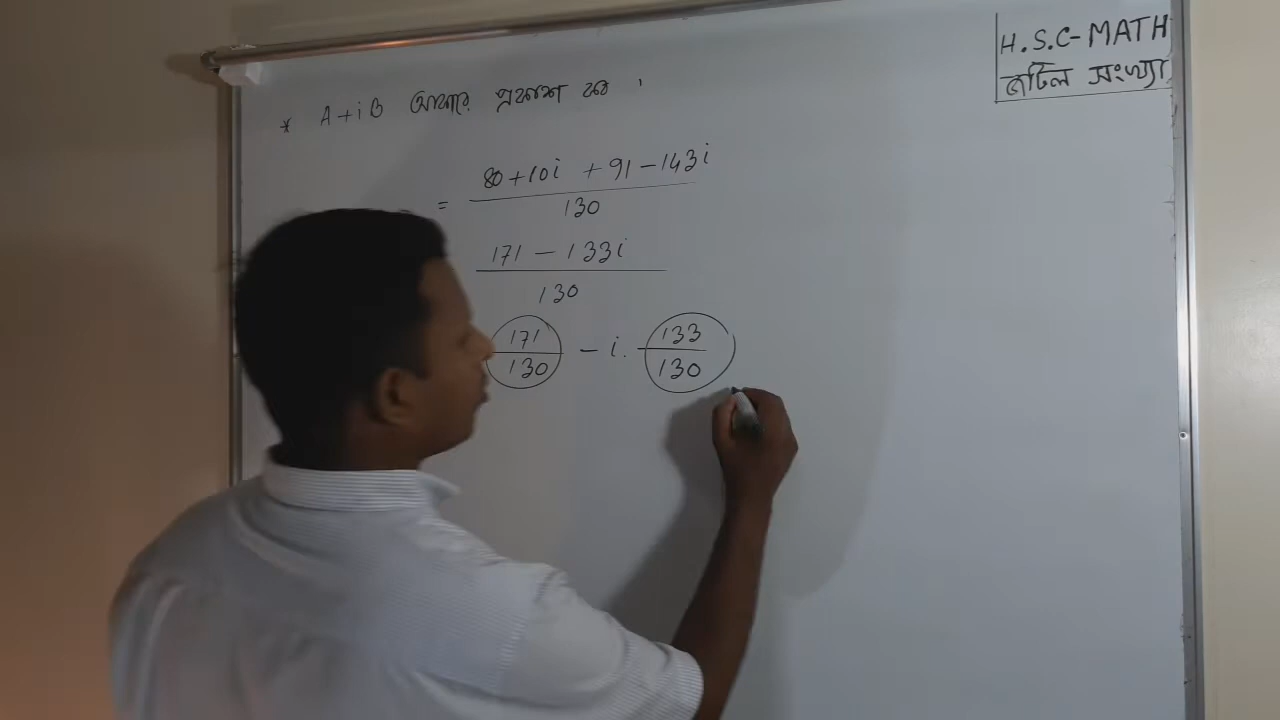 H.S.C-MATH
জটিল সংখ্যা
* A+iB আকারে প্রকাশ কর ।
= 80+10i +91-143i
130
171 - 133i
130
171 - i. 133
130 130